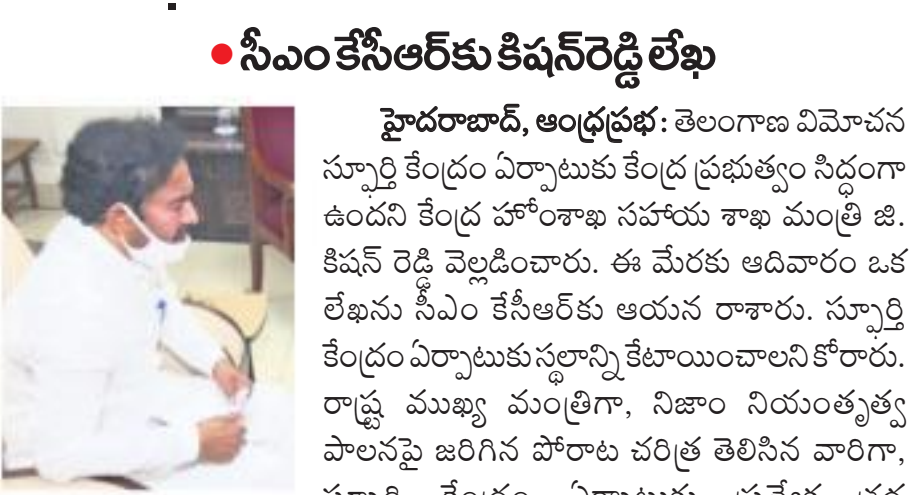 • సీఎం కేసీఆర్‌కు కిషన్‌రెడ్డి లేఖ
హైదరాబాద్, ఆంధ్రప్రభ: తెలంగాణ విమోచన
స్ఫూర్తి కేంద్రం ఏర్పాటుకు కేంద్ర ప్రభుత్వం సిద్ధంగా
ఉందని కేంద్ర హోంశాఖ సహాయ శాఖ మంత్రి జి.
కిషన్ రెడ్డి వెల్లడించారు. ఈ మేరకు ఆదివారం ఒక
లేఖను సీఎం కేసీఆర్‌కు ఆయన రాశారు. స్ఫూర్తి
కేంద్రం ఏర్పాటుకు స్థలాన్ని కేటాయించాలని కోరారు.
రాష్ట్ర ముఖ్య మంత్రిగా, నిజాం నియంతృత్వ
పాలనపై జరిగిన పోరాట చరిత్ర తెలిసిన వారిగా,